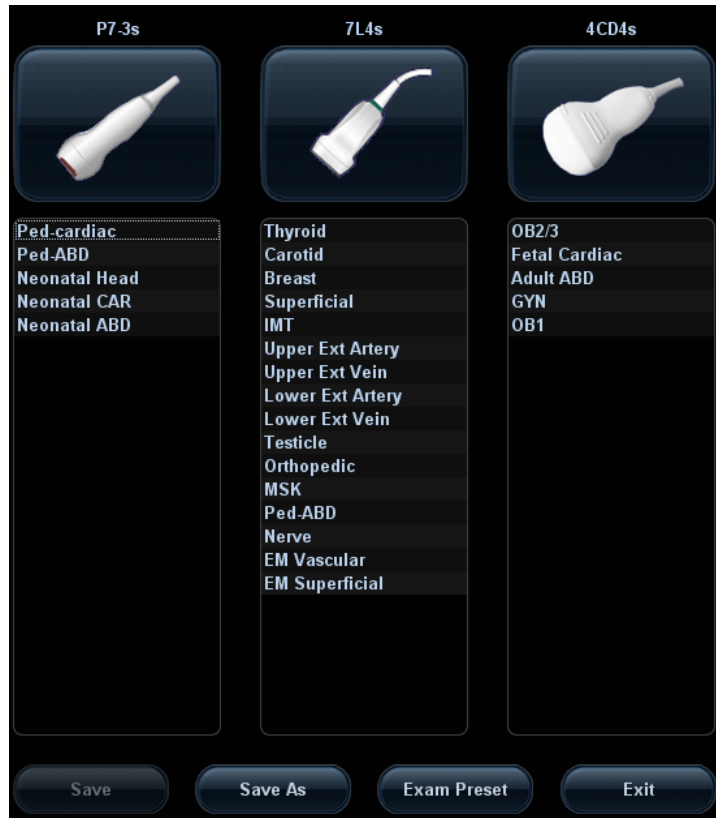 P7-3s
Ped-cardiac
Ped-ABD
Neonatal Head
Neonatal CAR
Neonatal ABD
7L4s
Thyroid
Carotid
Breast
Superficial
IMT
Upper Ext Artery
Upper Ext Vein
Lower Ext Artery
Lower Ext Vein
Testicle
Orthopedic
MSK
Ped-ABD
Nerve
EM Vascular
EM Superficial
4CD4s
OB2/3
Fetal Cardiac
Adult ABD
GYN
OB1
Save
Save As
Exam Preset
Exit